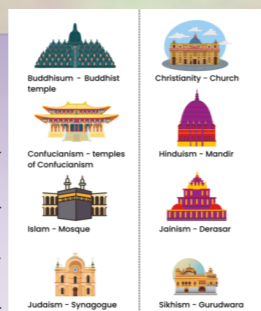 Buddhisum - Buddhist
temple
Christianity - Church
Confucianism - temples
of Confucianism
Hinduism - Mandir
Islam - Mosque
Jainism - Derasar
Judaism - Synagogue
Sikhism - Gurudwara